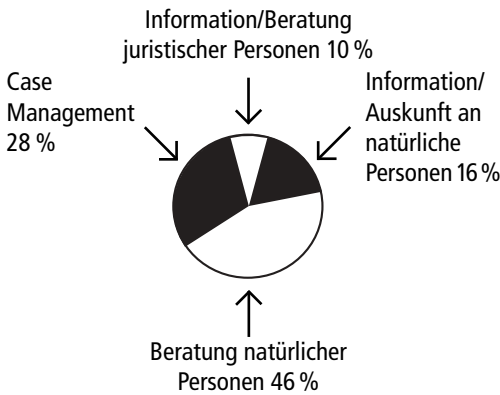 Information/Beratung
juristischer Personen 10 %
Case
Management
28 %
Information/
Auskunft an
natürliche
Personen 16 %
Beratung natürlicher
Personen 46 %